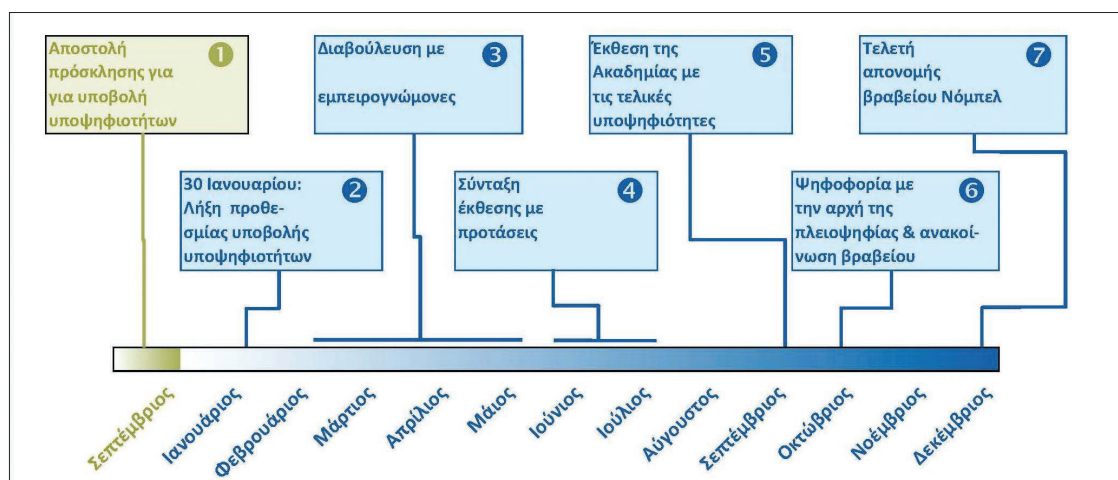 Αποστολή
πρόσκλησης για
για υποβολή
υποψηφιοτήτων
1
30 Ιανουαρίου:
Λήξη προθε-
σμίας υποβολής
υποψηφιοτήτων
2
Διαβούλευση με
εμπειρογνώμονες
3
Σύνταξη
έκθεσης με
προτάσεις
4
Έκθεση της
Ακαδημίας με
τις τελικές
υποψηφιότητες
5
Ψηφοφορία με
την αρχή της
πλειοψηφίας & ανακοί-
νωση βραβείου
6
Τελετή
απονομής
βραβείου Νόμπελ
7
Σεπτέμβριος
Ιανουάριος
Φεβρουάριος
Μάρτιος
Απρίλιος
Μάιος
Ιούνιος
Ιούλιος
Αύγουστος
Σεπτέμβριος
Οκτώβριος
Νοέμβριος
Δεκέμβριος